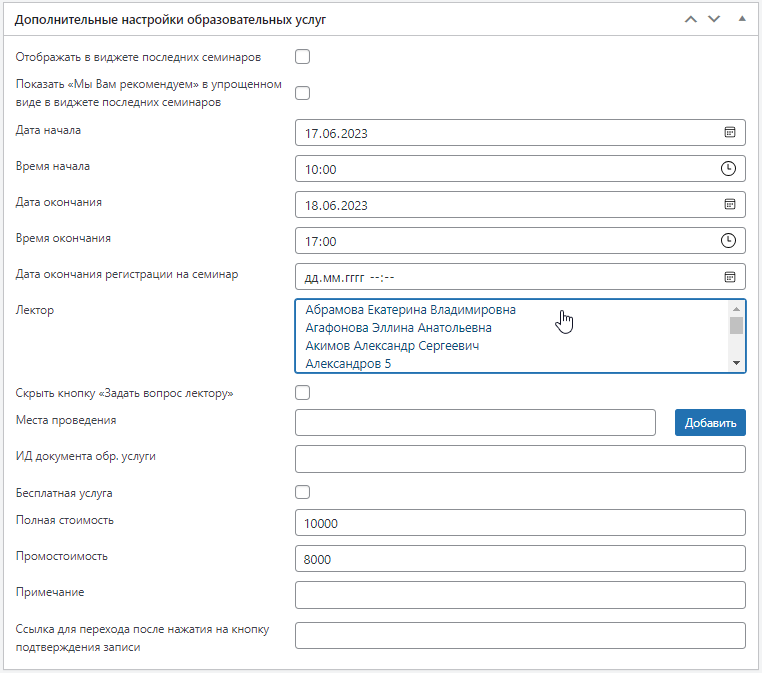 Дополнительные настройки образовательных услуг
Отображать в виджете последних семинаров
Показать «Мы Вам рекомендуем» в упрощенном
виде в виджете последних семинаров
Дата начала
17.06.2023
Время начала
10:00
Дата окончания
18.06.2023
Время окончания
17:00
Дата окончания регистрации на семинар
дд.мм.гггг --:--
Лектор
Абрамова Екатерина Владимировна
Агафонова Эллина Анатольевна
Акимов Александр Сергеевич
Александров 5
Скрыть кнопку «Задать вопрос лектору»
Места проведения
Добавить
ИД документа обр. услуги
Бесплатная услуга
Полная стоимость
10000
Промостоимость
8000
Примечание
Ссылка для перехода после нажатия на кнопку
подтверждения записи